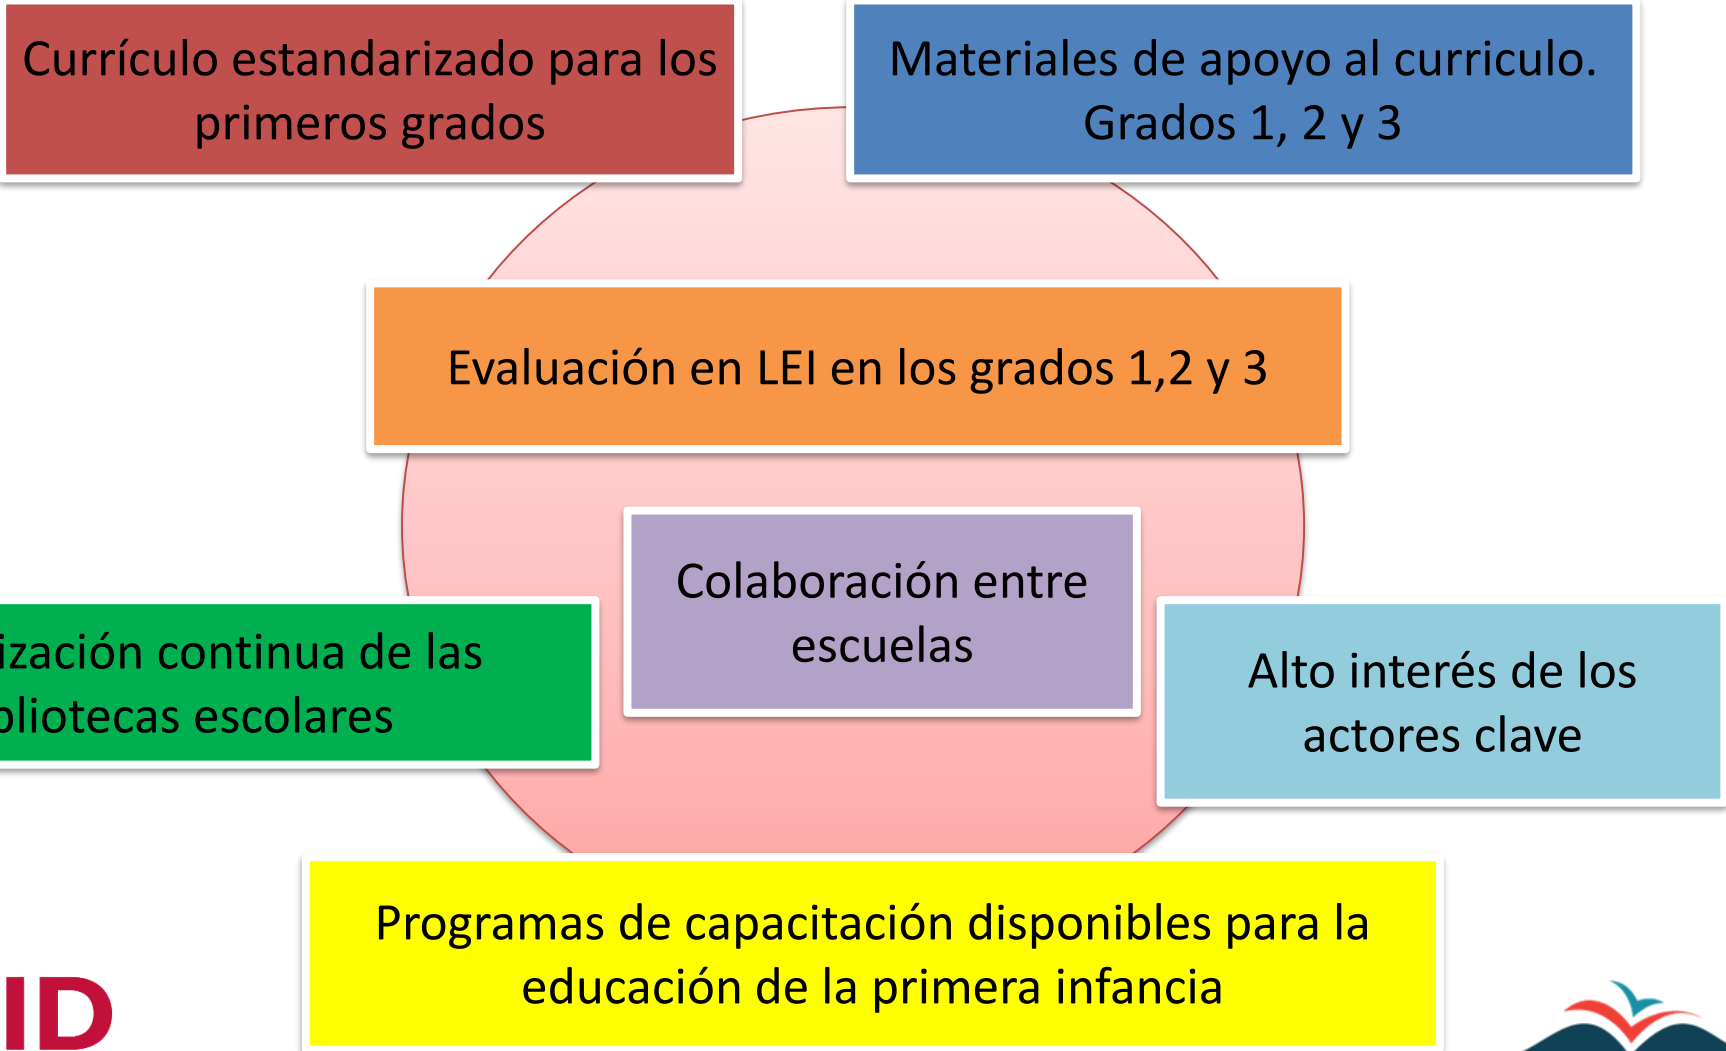 Currículo estandarizado para los
primeros grados
Materiales de apoyo al curriculo.
Grados 1, 2 y 3
Evaluación en LEI en los grados 1,2 y 3
Colaboración entre
escuelas
continua de las
escolares
Alto interés de los
actores clave
Programas de capacitación disponibles para la
educación de la primera infancia
ID